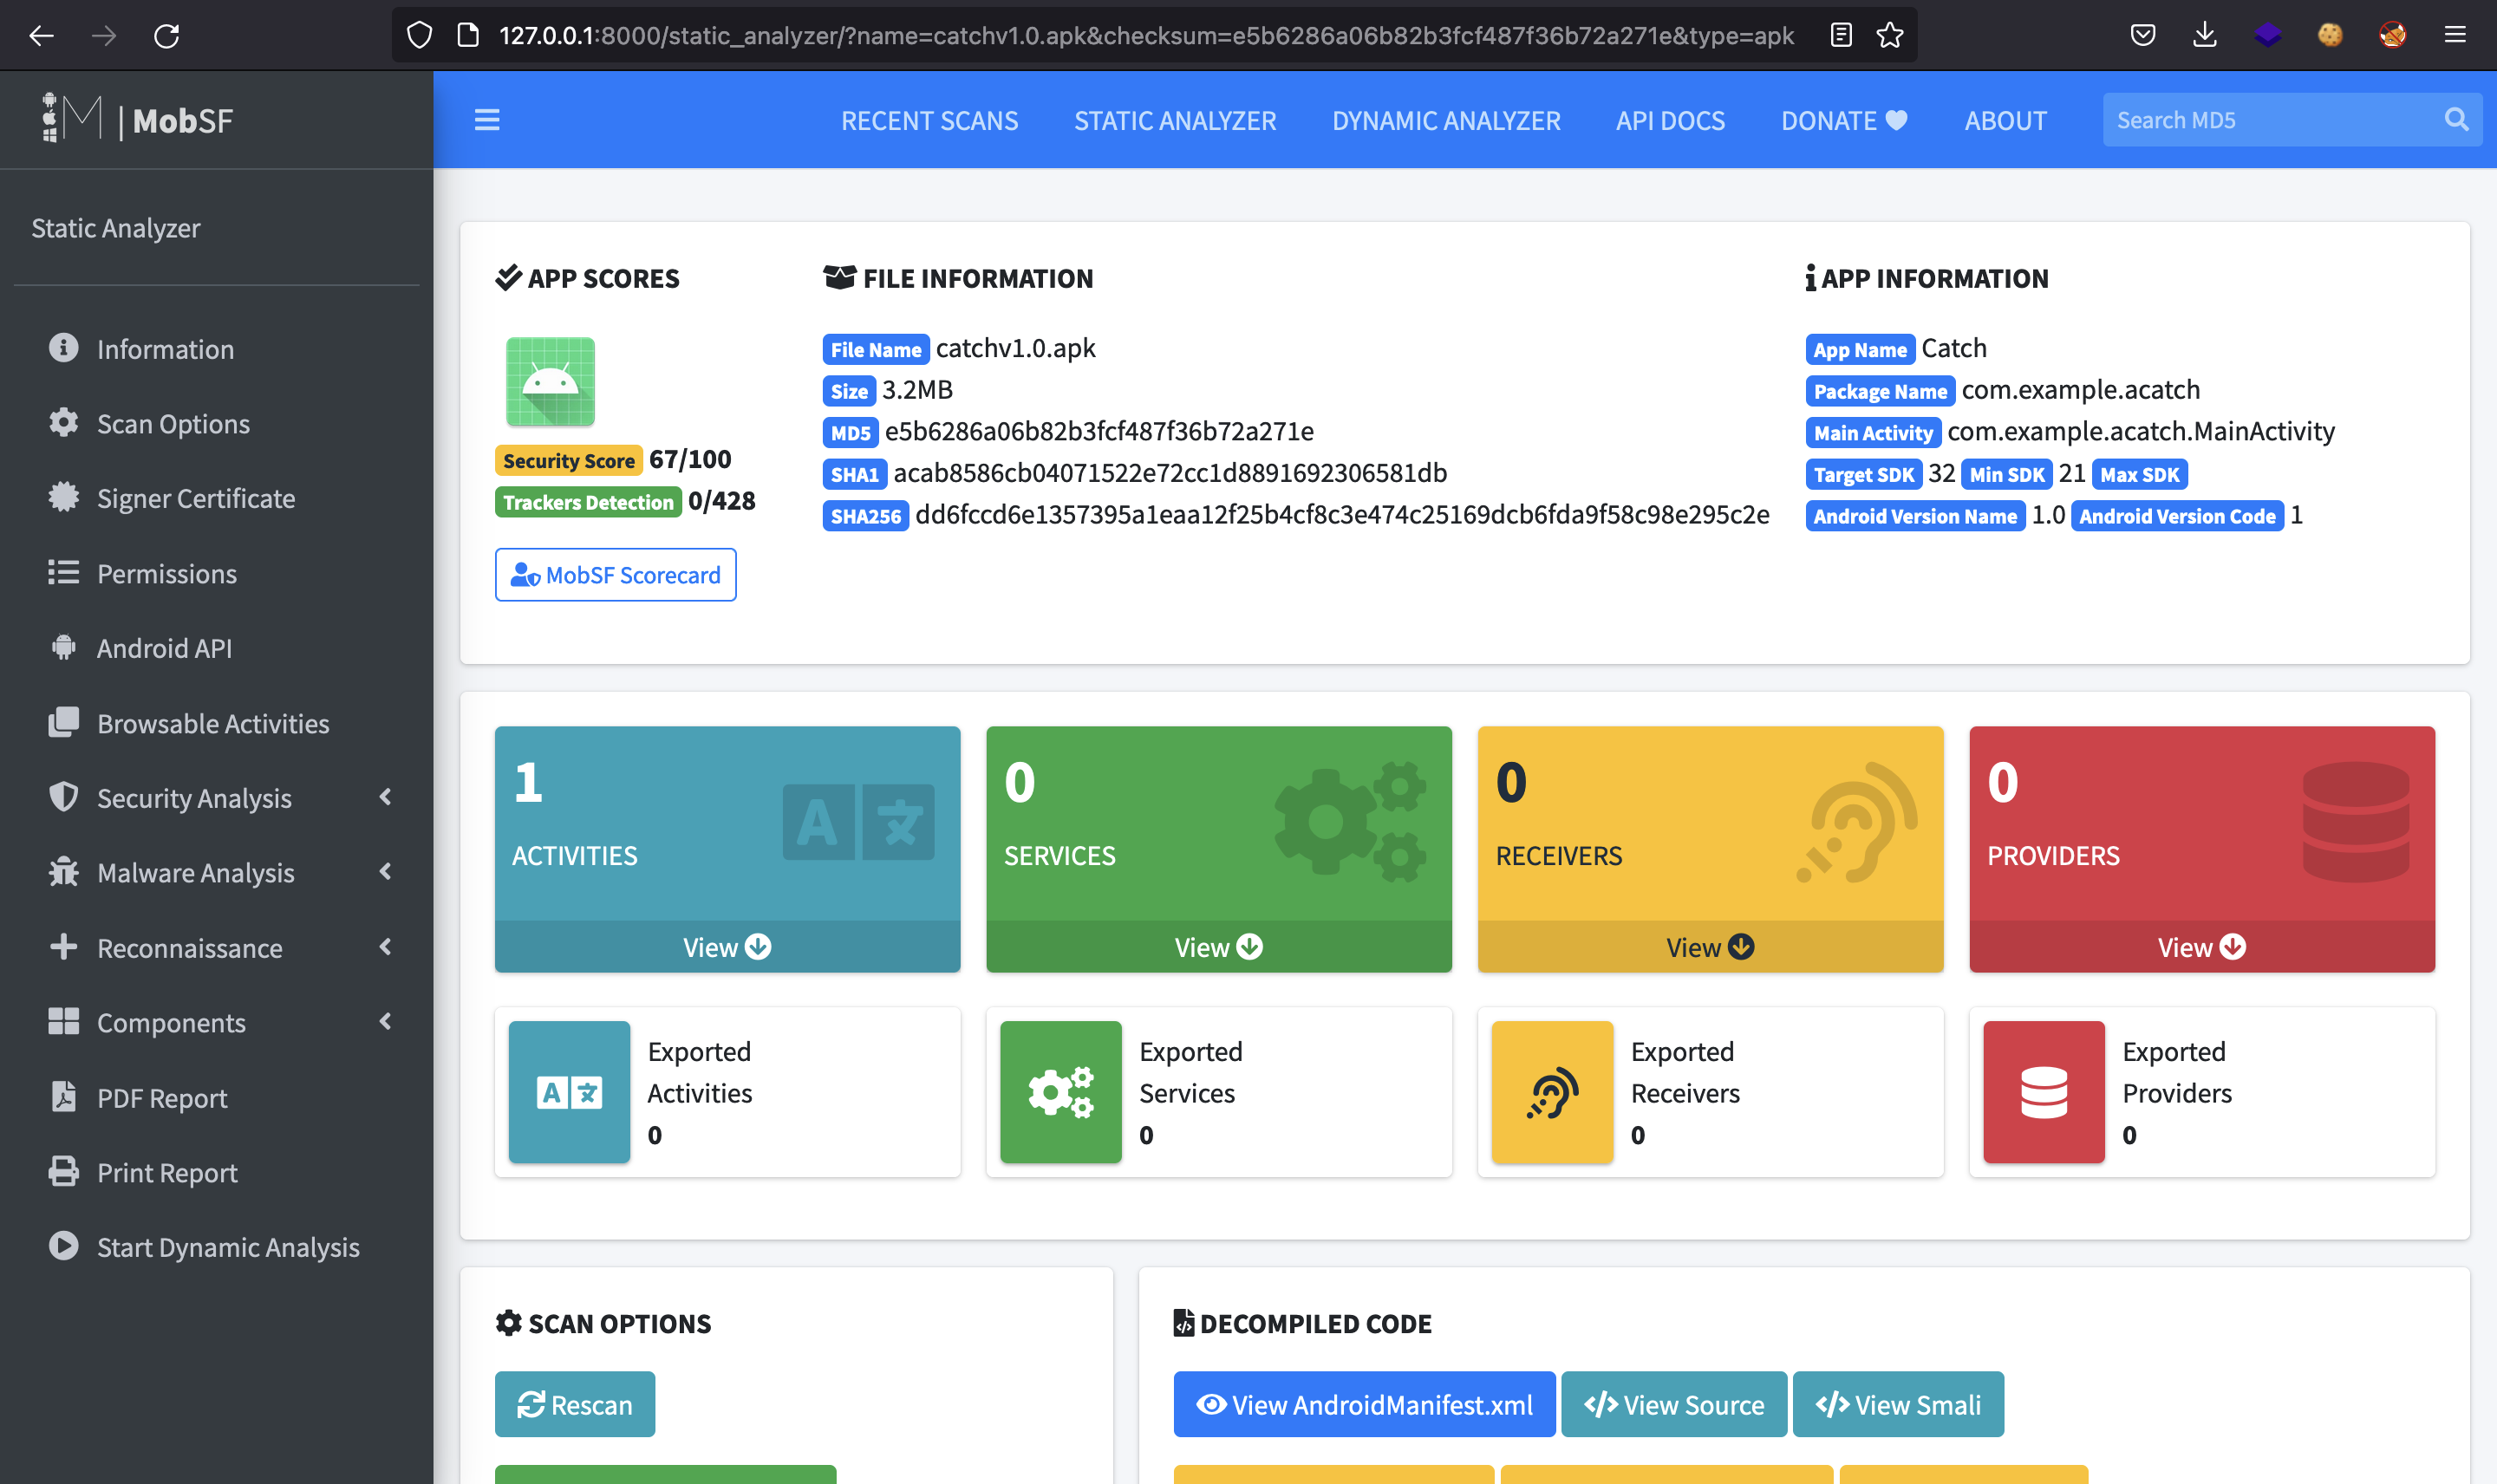 127.0.0.1:8000/static_analyzer/?name=catchv1.0.apk&checksum=e5b6286a06b82b3fcf487f36b72a271e&type=apk
M | MobSF
RECENT SCANS
STATIC ANALYZER
DYNAMIC ANALYZER
API DOCS
DONATE
ABOUT
Search MD5
Static Analyzer
Information
Scan Options
Signer Certificate
Permissions
Android API
Browsable Activities
Security Analysis
Malware Analysis
Reconnaissance
Components
PDF Report
Print Report
Start Dynamic Analysis
APP SCORES
Security Score 67/100
Trackers Detection 0/428
MobSF Scorecard
FILE INFORMATION
File Name catchv1.0.apk
Size 3.2MB
MD5 e5b6286a06b82b3fcf487f36b72a271e
SHA1 acab8586cb04071522e72cc1d8891692306581db
SHA256 dd6fccd6e1357395a1eaa12f25b4cf8c3e474c25169dcb6fda9f58c98e295c2e
APP INFORMATION
App Name Catch
Package Name com.example.acatch
Main Activity com.example.acatch.MainActivity
Target SDK 32 Min SDK 21 Max SDK
Android Version Name 1.0 Android Version Code 1
1
ACTIVITIES
View
0
SERVICES
View
0
RECEIVERS
View
0
PROVIDERS
View
Exported
Activities
0
Exported
Services
0
Exported
Receivers
0
Exported
Providers
0
SCAN OPTIONS
Rescan
DECOMPILED CODE
View AndroidManifest.xml
View Source
View Smali